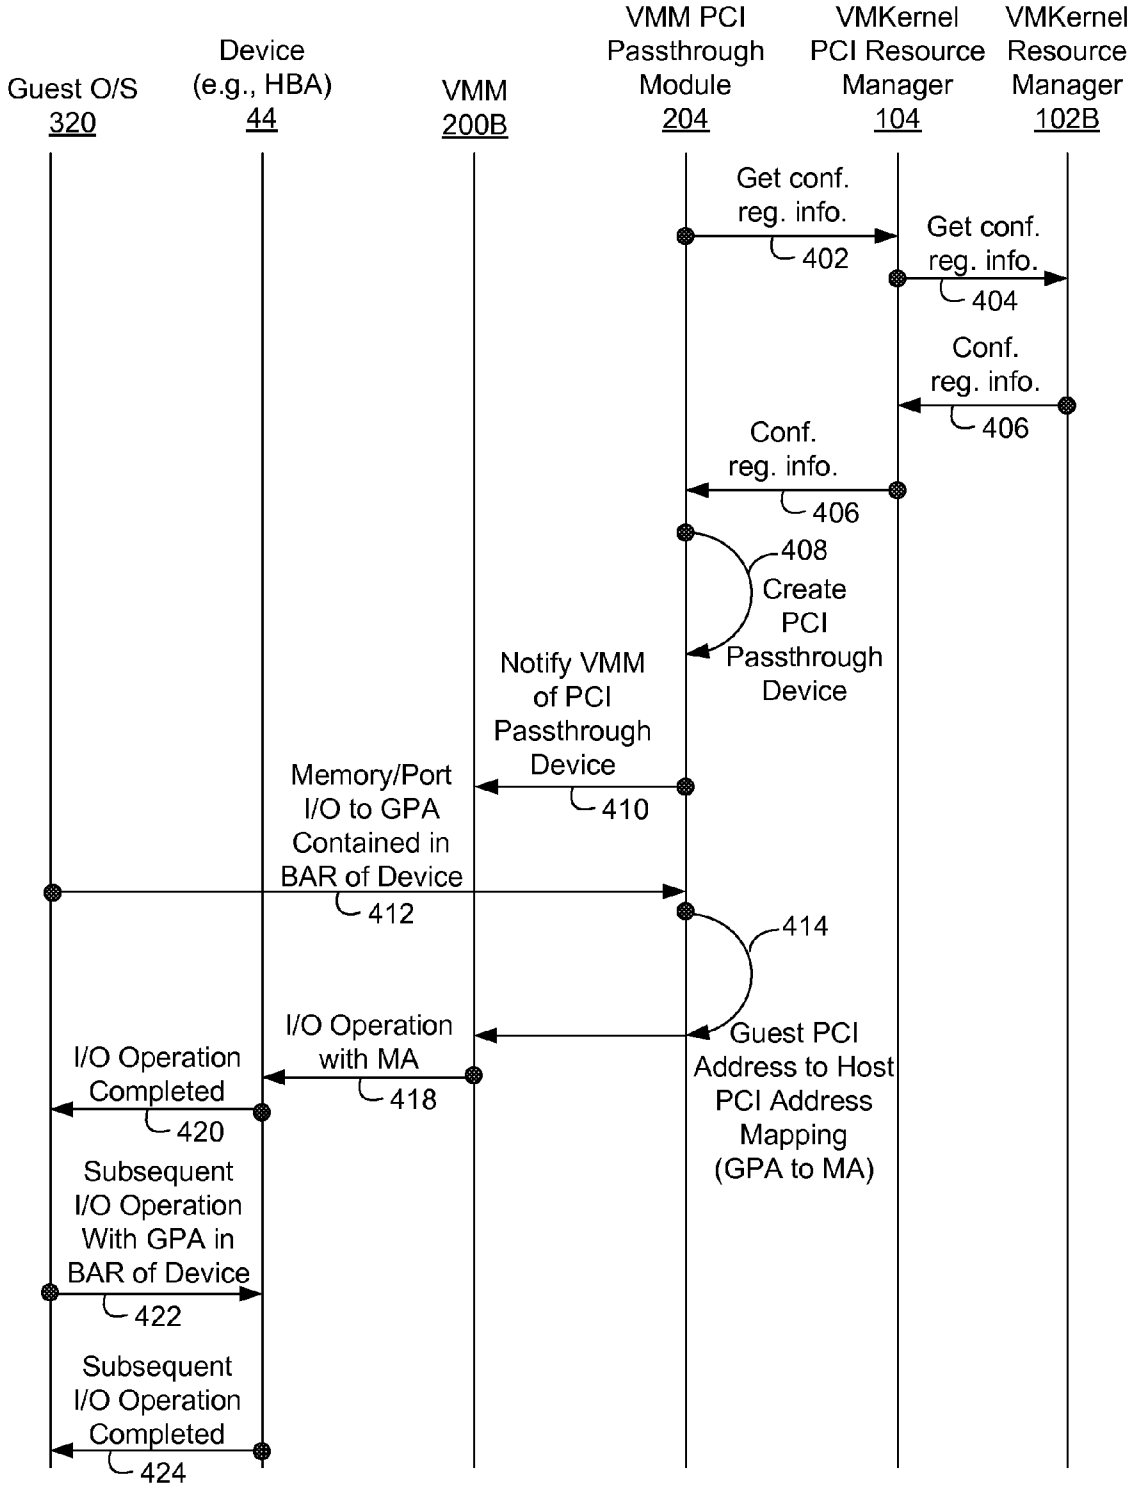 Guest O/S
320
Device
(e.g., HBA)
44
VMM
200B
VMM PCI
Passthrough
Module
204
VMKernel
PCI Resource
Manager
104
VMKernel
Resource
Manager
102B
Get conf.
reg. info.
402
Get conf.
reg. info.
404
Conf.
reg. info.
406
Conf.
reg. info.
406
408
Create
PCI
Passthrough
Device
Notify VMM
of PCI
Passthrough
Device
410
Memory/Port
I/O to GPA
Contained in
BAR of Device
412
414
Guest PCI
Address to Host
PCI Address
Mapping
(GPA to MA)
I/O Operation
with MA
418
I/O Operation
Completed
420
Subsequent
I/O Operation
With GPA in
BAR of Device
422
Subsequent
I/O Operation
Completed
424